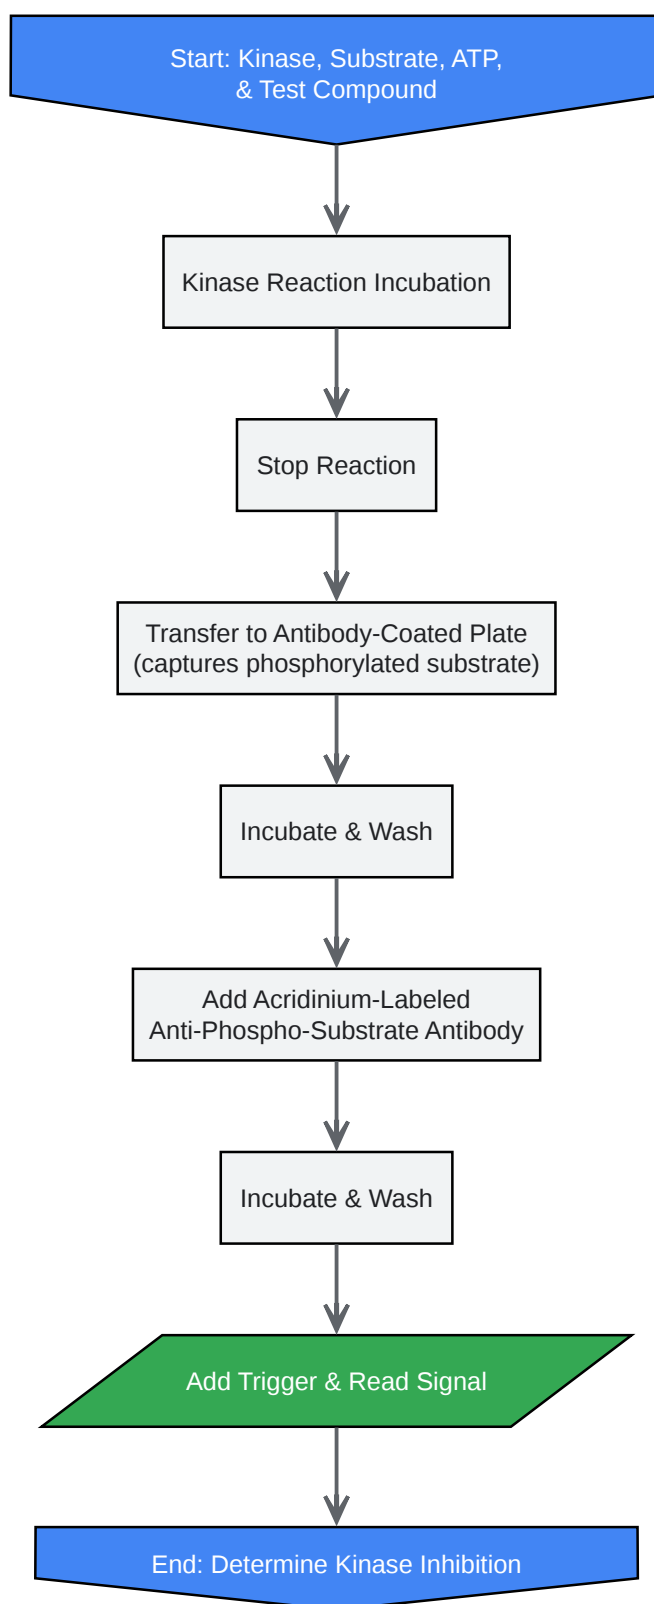 Start: Kinase, Substrate, ATP,
& Test Compound
Kinase Reaction Incubation
Stop Reaction
Transfer to Antibody-Coated Plate
(captures phosphorylated substrate)
Incubate & Wash
Add Acridinium-Labeled
Anti-Phospho-Substrate Antibody
Incubate & Wash
Add Trigger & Read Signal
End: Determine Kinase Inhibition